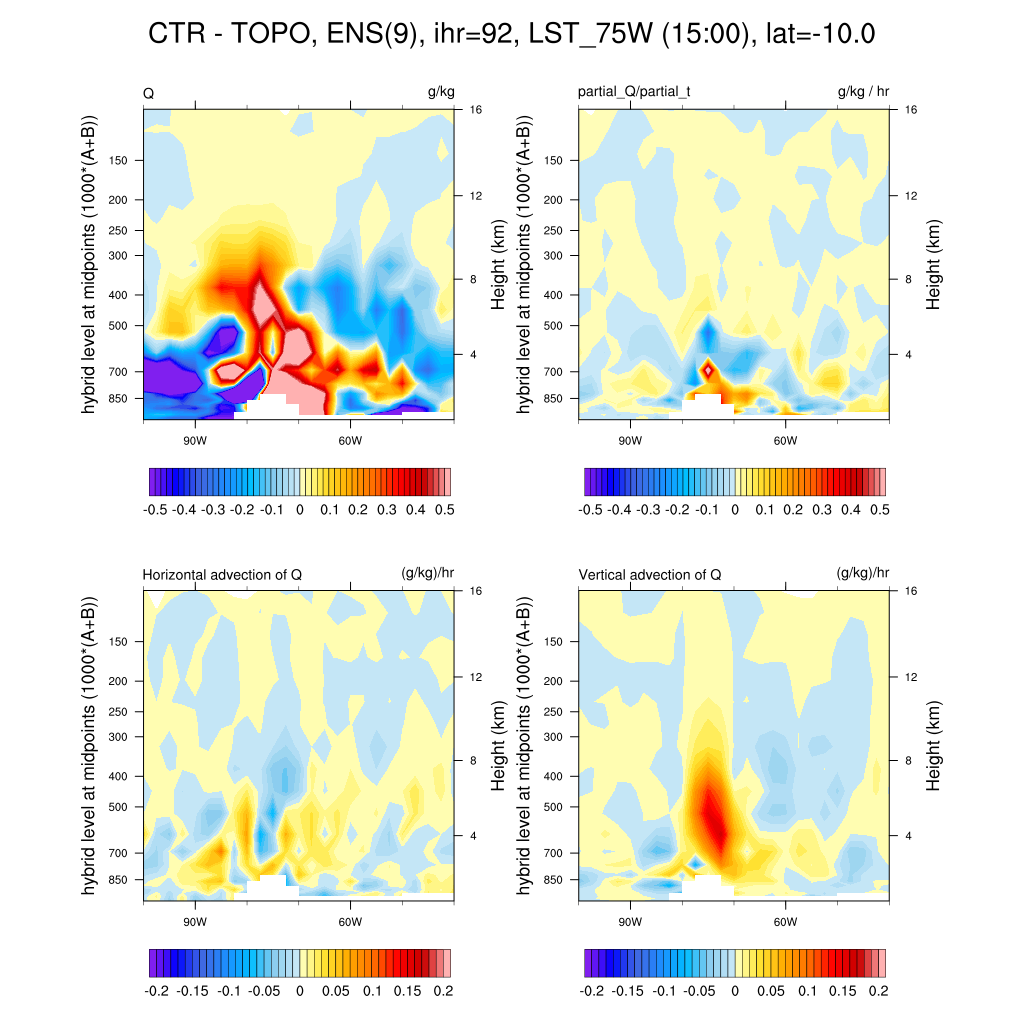 CTR - TOPO, ENS(9), ihr=92, LST_75W (15:00), lat=-10.0
Q g/kg
hybrid level at midpoints (1000*(A+B))
150
200
250
300
400
500
700
850
16
12
8
4
Height (km)
90W 60W
-0.5 -0.4 -0.3 -0.2 -0.1 0 0.1 0.2 0.3 0.4 0.5
partial_Q/partial_t g/kg / hr
hybrid level at midpoints (1000*(A+B))
150
200
250
300
400
500
700
850
16
12
8
4
Height (km)
90W 60W
-0.5 -0.4 -0.3 -0.2 -0.1 0 0.1 0.2 0.3 0.4 0.5
Horizontal advection of Q (g/kg)/hr
hybrid level at midpoints (1000*(A+B))
150
200
250
300
400
500
700
850
16
12
8
4
Height (km)
90W 60W
-0.2 -0.15 -0.1 -0.05 0 0.05 0.1 0.15 0.2
Vertical advection of Q (g/kg)/hr
hybrid level at midpoints (1000*(A+B))
150
200
250
300
400
500
700
850
16
12
8
4
Height (km)
90W 60W
-0.2 -0.15 -0.1 -0.05 0 0.05 0.1 0.15 0.2